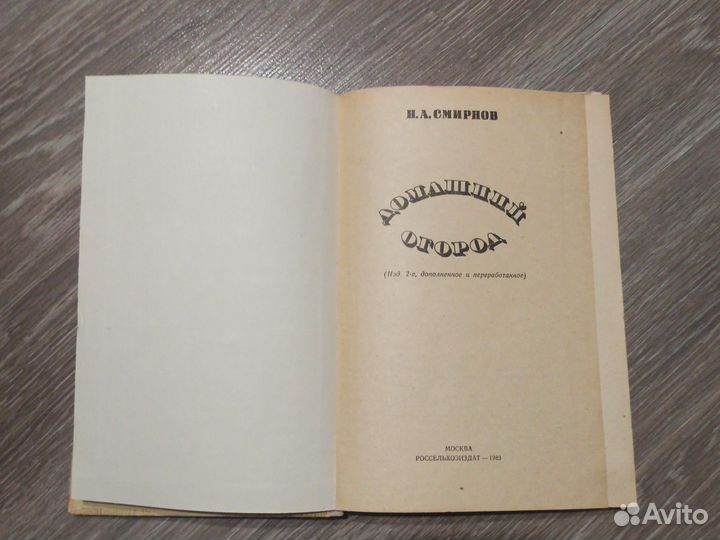 Н.А.СМИРНОВ
ДОМАШНИЙ
ОГОРОД
(Изд. 2-е, дополненное и переработанное)
МОСКВА
РОССЕЛЬХОЗИЗДАТ — 1983
Avito